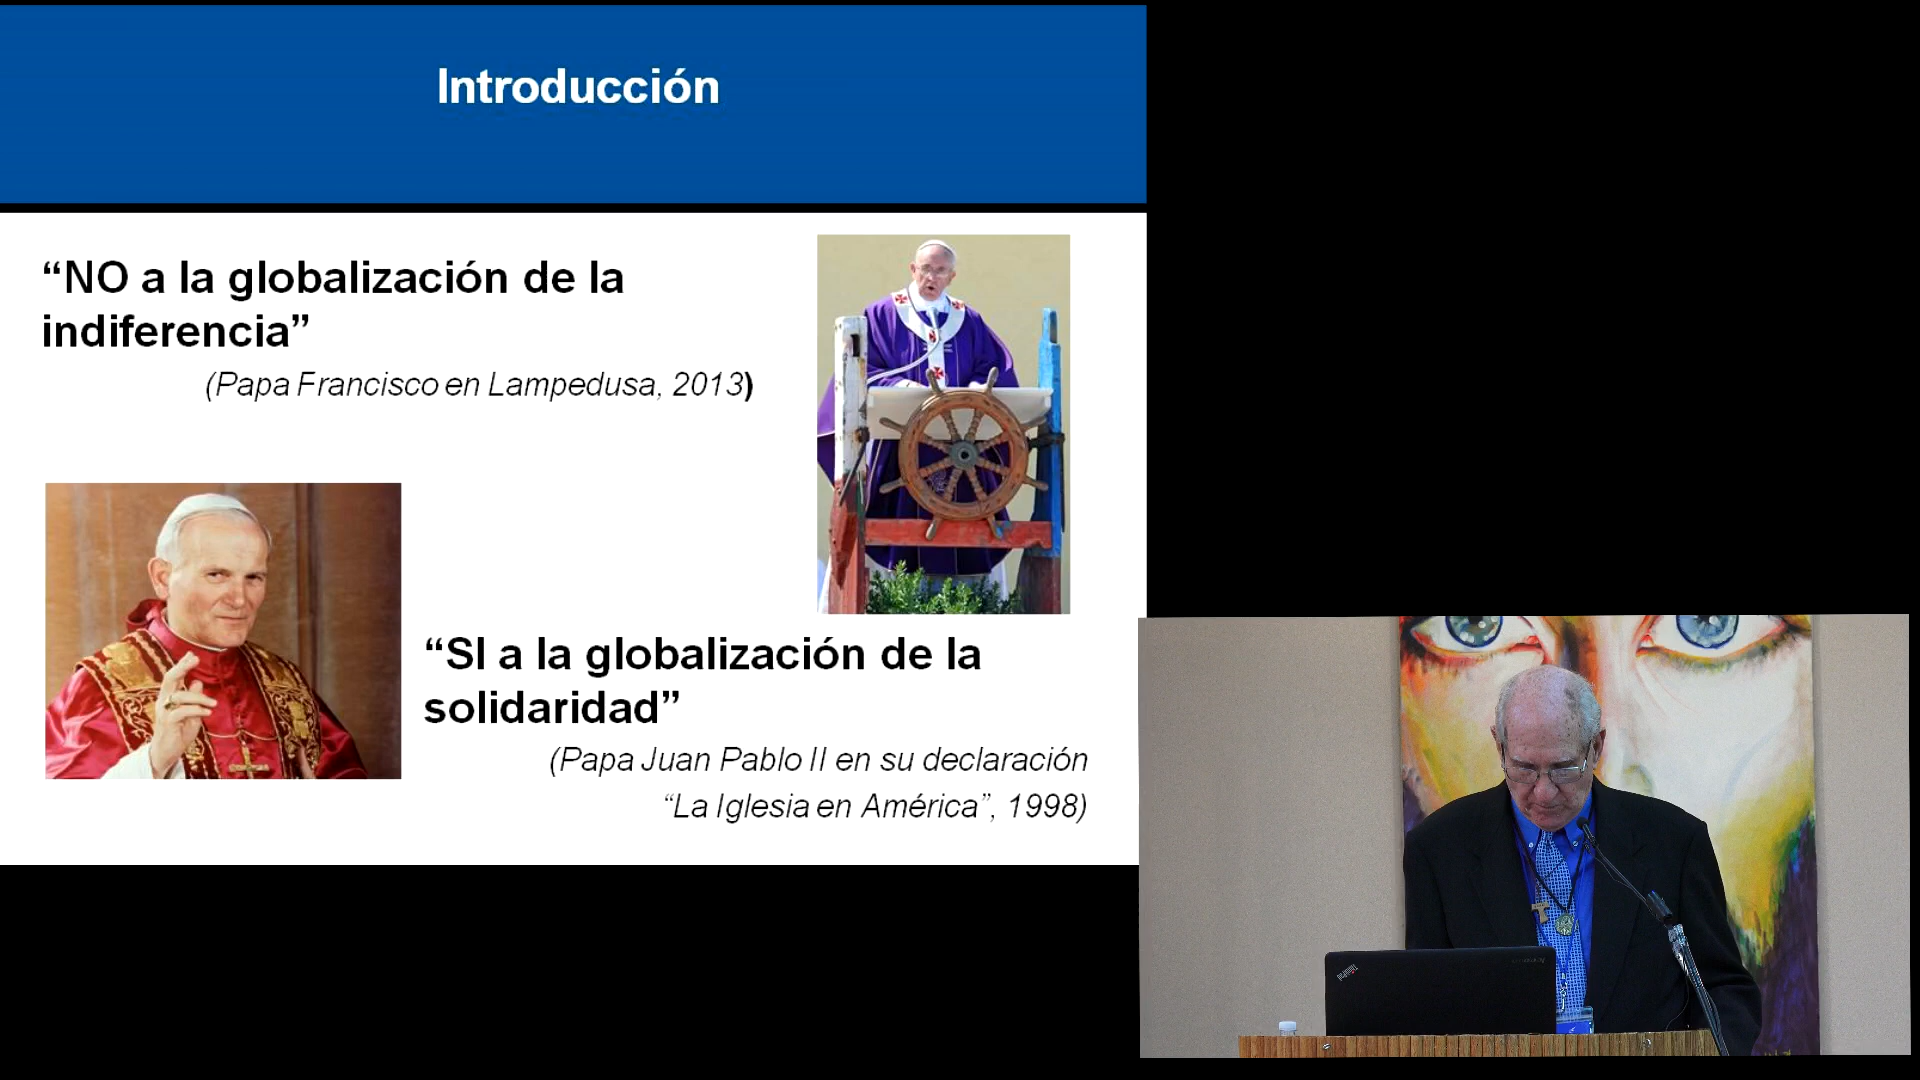 Introducción
“NO a la globalización de la
indiferencia”
(Papa Francisco en Lampedusa, 2013)
“SI a la globalización de la
solidaridad”
(Papa Juan Pablo II en su declaración
“La Iglesia en América”, 1998)
ThinkPad